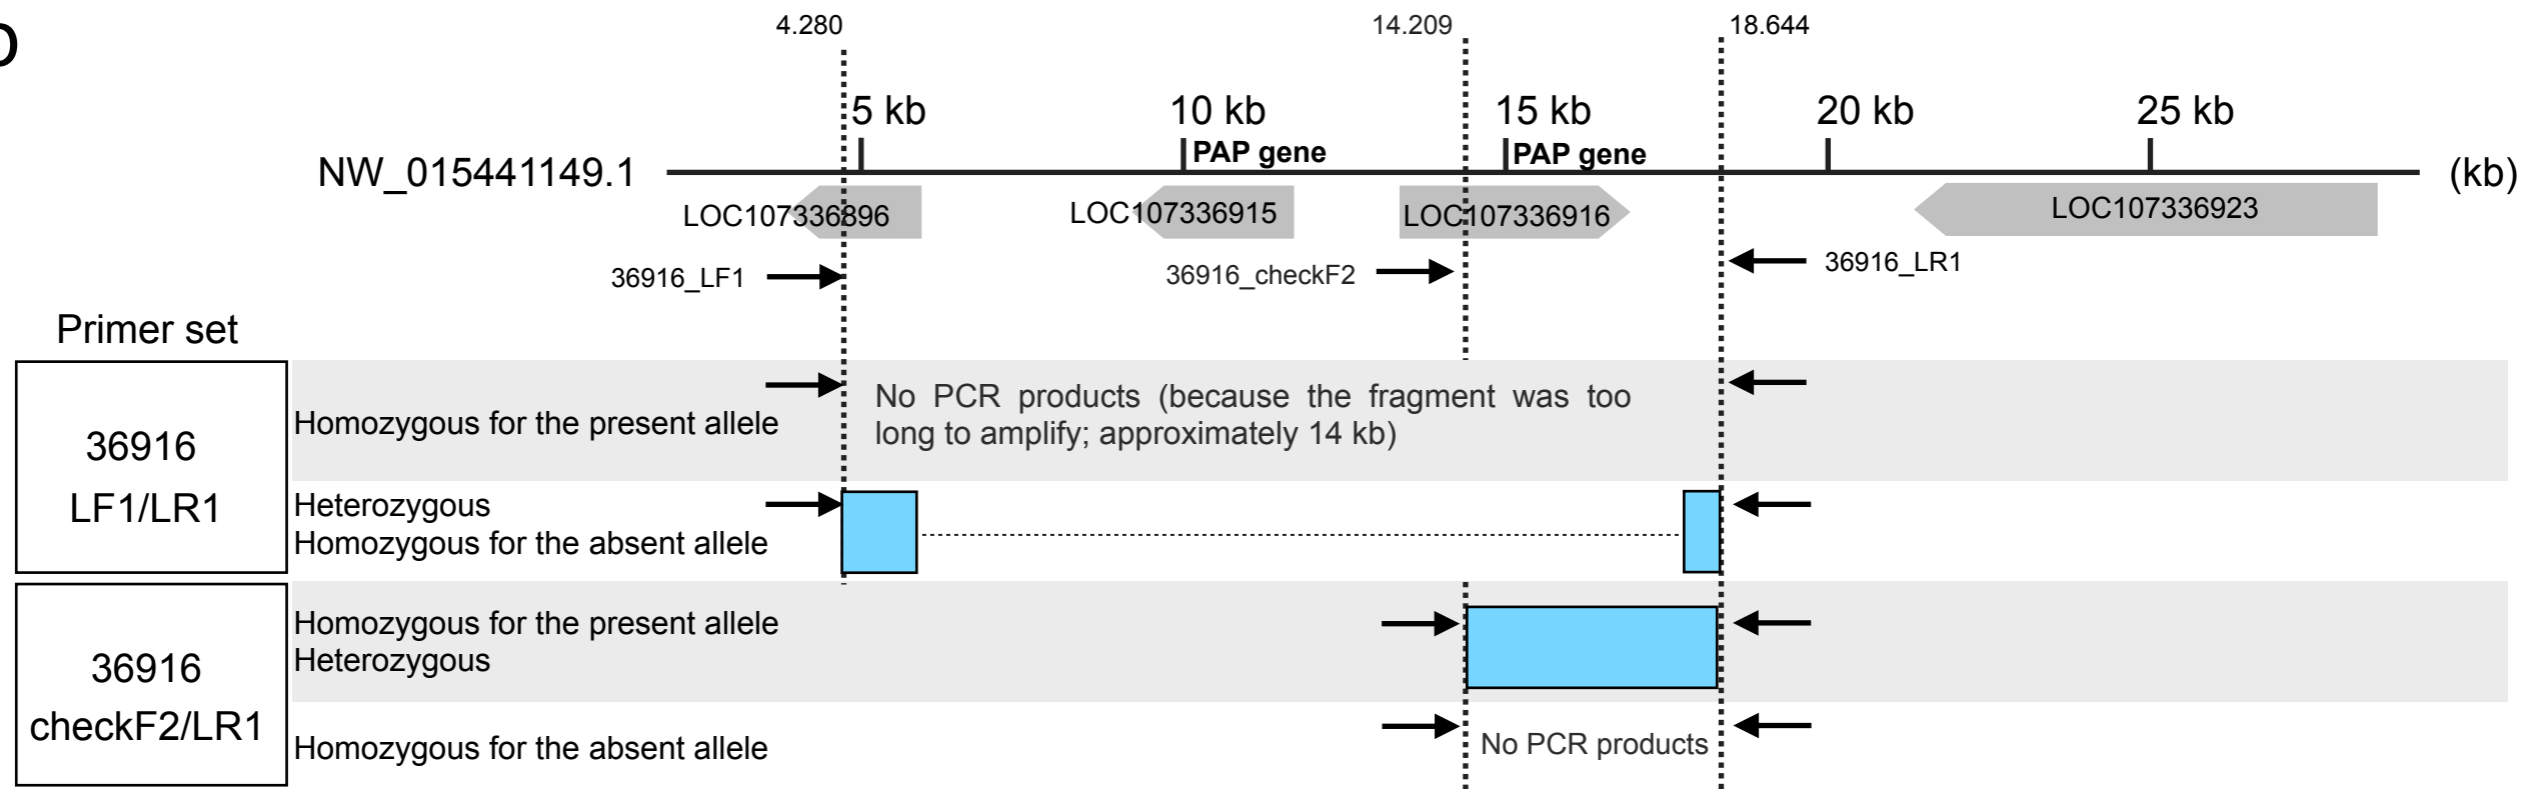 4.280
14.209
18.644
5 kb
10 kb
15 kb
20 kb
25 kb
PAP gene
PAP gene
NW_015441149.1
(kb)
LOC107336896
LOC107336915
LOC107336916
LOC107336923
36916_LF1
36916_checkF2
36916_LR1
Primer set
36916
LF1/LR1
Homozygous for the present allele
No PCR products (because the fragment was too
long to amplify; approximately 14 kb)
Heterozygous
Homozygous for the absent allele
36916
checkF2/LR1
Homozygous for the present allele
Heterozygous
Homozygous for the absent allele
No PCR products